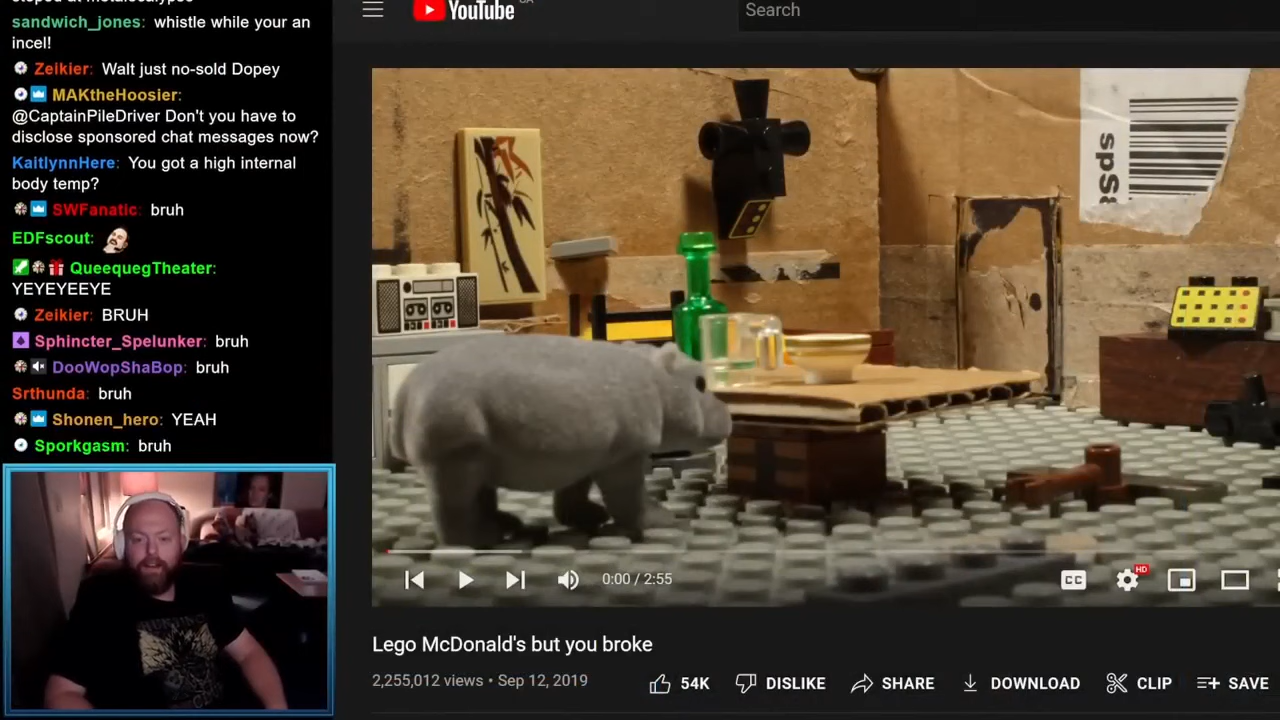 sandwich_jones: whistle while your an
incel!
Zeikier: Walt just no-sold Dopey
MAKtheHoosier:
@CaptainPileDriver Don't you have to
disclose sponsored chat messages now?
KaitlynnHere: You got a high internal
body temp?
SWFanatic: bruh
EDFscout:
QueequegTheater:
YEYEYEEYE
Zeikier: BRUH
Sphincter_Spelunker: bruh
DooWopShaBop: bruh
Srthunda: bruh
Shonen_hero: YEAH
Sporkgasm: bruh
YouTube
Search
0:00 / 2:55
CC
HD
Lego McDonald's but you broke
2,255,012 views • Sep 12, 2019
54K
DISLIKE
SHARE
DOWNLOAD
CLIP
SAVE